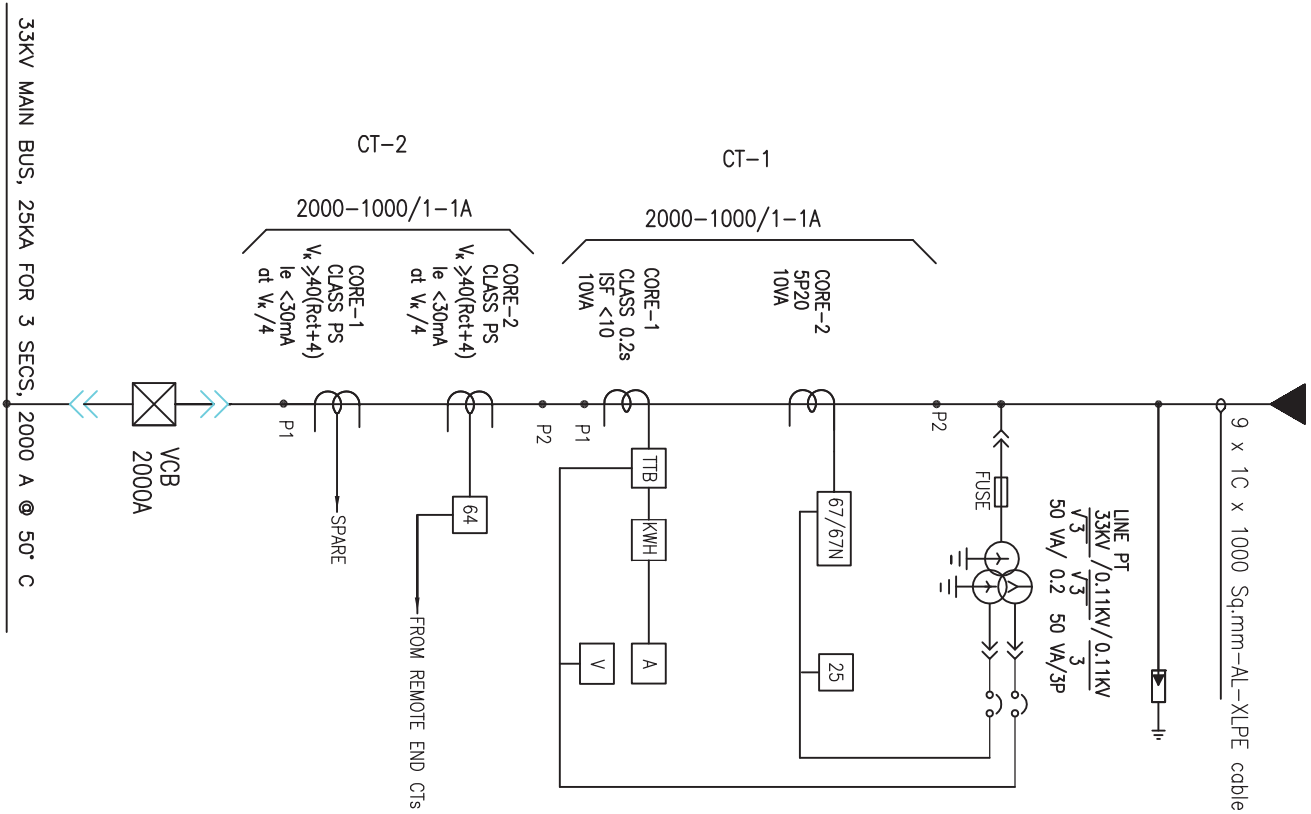 33KV MAIN BUS, 25KA FOR 3 SECS, 2000 A @ 50° C
VCB
2000A
CT-2
2000-1000/1-1A
CORE-1
CLASS PS
Vₖ ⩾40(Rct+4)
Ie <30mA
at Vₖ/4
CORE-2
CLASS PS
Vₖ ⩾40(Rct+4)
Ie <30mA
at Vₖ/4
P1
SPARE
64
FROM REMOTE END CTs
P2
CT-1
2000-1000/1-1A
CORE-1
CLASS 0.2s
ISF <10
10VA
CORE-2
5P20
10VA
P1
TTB
KWH
A
V
67/67N
25
P2
FUSE
LINE PT
33KV /0.11KV/0.11KV
√3 √3 3
50 VA/ 0.2 50 VA/3P
9 x 1C x 1000 Sq.mm-AL-XLPE cable